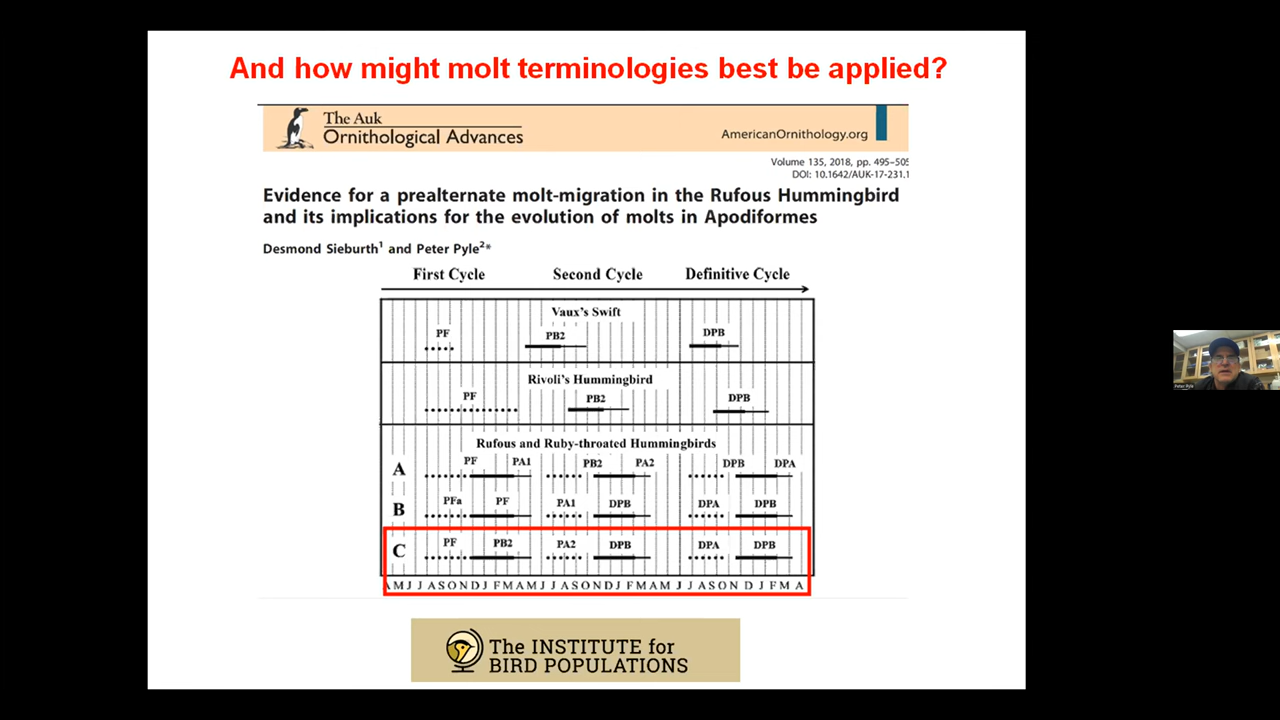 And how might molt terminologies best be applied?
The Auk
Ornithological Advances
AmericanOrnithology.org
Volume 135, 2018, pp. 495–505
DOI: 10.1642/AUK-17-231.1
Evidence for a prealternate molt-migration in the Rufous Hummingbird
and its implications for the evolution of molts in Apodiformes
Desmond Sieburth1 and Peter Pyle2*
First Cycle Second Cycle Definitive Cycle
Vaux's Swift
PF PB2 DPB
Rivoli's Hummingbird
PF PB2 DPB
Rufous and Ruby-throated Hummingbirds
A PF PA1 PB2 PA2 DPB DPA
B PFa PF PA1 DPB DPA DPB
C PF PB2 PA2 DPB DPA DPB
A M J J A S O N D J F M A M J J A S O N D J F M A M J J A S O N D J F M A
The INSTITUTE for
BIRD POPULATIONS
Peter Pyle